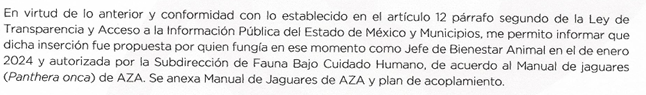 En virtud de lo anterior y conformidad con lo establecido en el artículo 12 párrafo segundo de la Ley de
Transparencia y Acceso a la Información Pública del Estado de México y Municipios, me permito informar que
dicha inserción fue propuesta por quien fungía en ese momento como Jefe de Bienestar Animal en el de enero
2024 y autorizada por la Subdirección de Fauna Bajo Cuidado Humano, de acuerdo al Manual de jaguares
(Panthera onca) de AZA. Se anexa Manual de Jaguares de AZA y plan de acoplamiento.